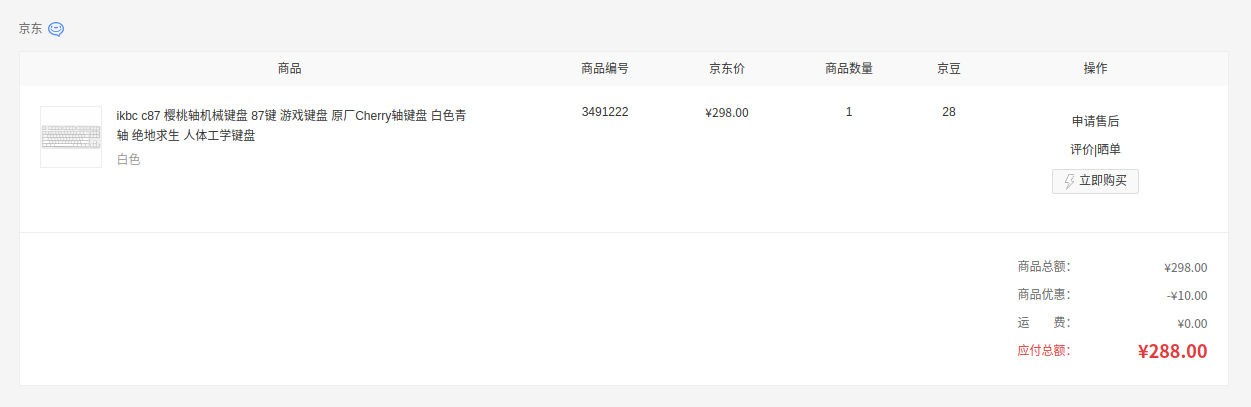 京东
商品 商品编号 京东价 商品数量 京豆 操作
ikbc c87 樱桃轴机械键盘 87键 游戏键盘 原厂Cherry轴键盘 白色青 3491222 ¥298.00 1 28
轴 绝地求生 人体工学键盘
白色
申请售后
评价|晒单
立即购买
商品总额： ¥298.00
商品优惠： -¥10.00
运　　费： ¥0.00
应付总额： ¥288.00